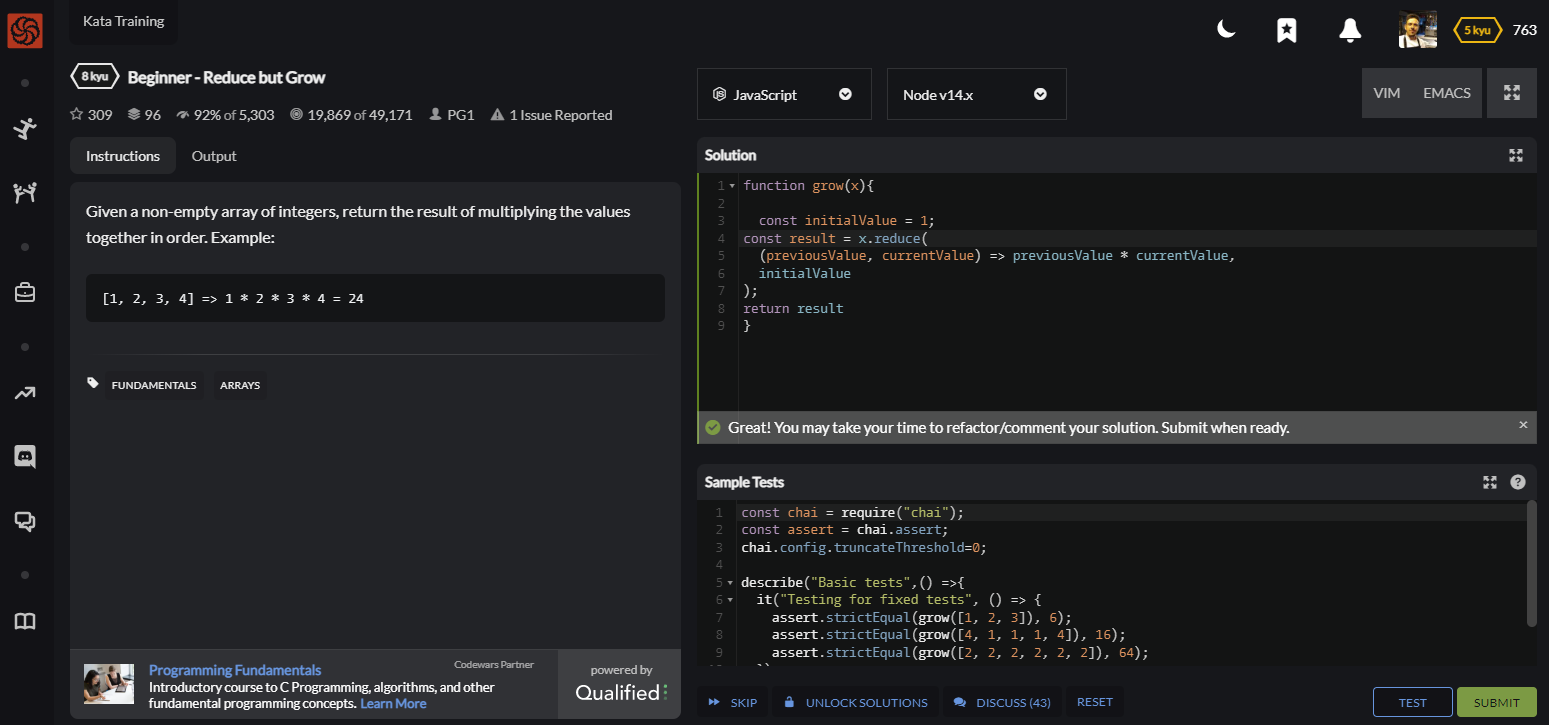 Kata Training
5 kyu 763
8 kyu Beginner - Reduce but Grow
309 96 92% of 5,303 19,869 of 49,171 PG1 1 Issue Reported
Instructions Output
Given a non-empty array of integers, return the result of multiplying the values
together in order. Example:
[1, 2, 3, 4] => 1 * 2 * 3 * 4 = 24
FUNDAMENTALS ARRAYS
Programming Fundamentals
Codewars Partner
Introductory course to C Programming, algorithms, and other
fundamental programming concepts. Learn More
powered by
Qualified
JavaScript Node v14.x VIM EMACS
Solution
1 function grow(x){
2
3 const initialValue = 1;
4 const result = x.reduce(
5 (previousValue, currentValue) => previousValue * currentValue,
6 initialValue
7 );
8 return result
9 }
Great! You may take your time to refactor/comment your solution. Submit when ready. ×
Sample Tests ?
1 const chai = require("chai");
2 const assert = chai.assert;
3 chai.config.truncateThreshold=0;
4
5 describe("Basic tests",() =>{
6 it("Testing for fixed tests", () => {
7 assert.strictEqual(grow([1, 2, 3]), 6);
8 assert.strictEqual(grow([4, 1, 1, 1, 4]), 16);
9 assert.strictEqual(grow([2, 2, 2, 2, 2, 2]), 64);
SKIP UNLOCK SOLUTIONS DISCUSS (43) RESET TEST SUBMIT